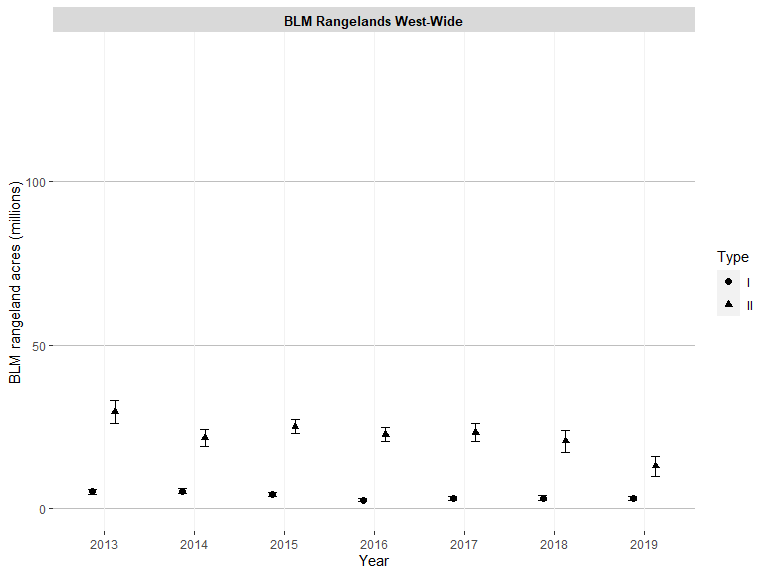 BLM Rangelands West-Wide
BLM rangeland acres (millions)
100
50
0
2013 2014 2015 2016 2017 2018 2019
Year
Type
I
II